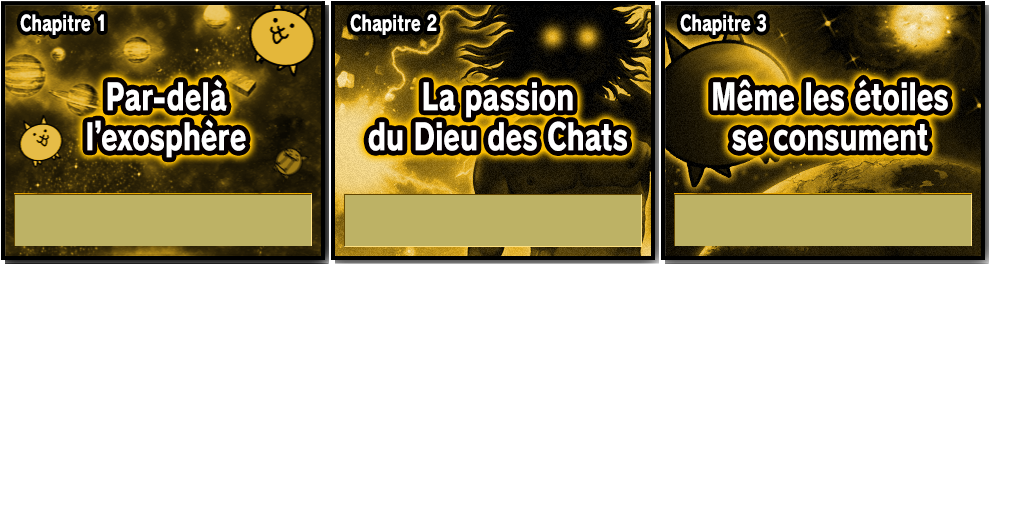 Chapitre 1
Par-delà
l'exosphère
Chapitre 2
La passion
du Dieu des Chats
Chapitre 3
Même les étoiles
se consument